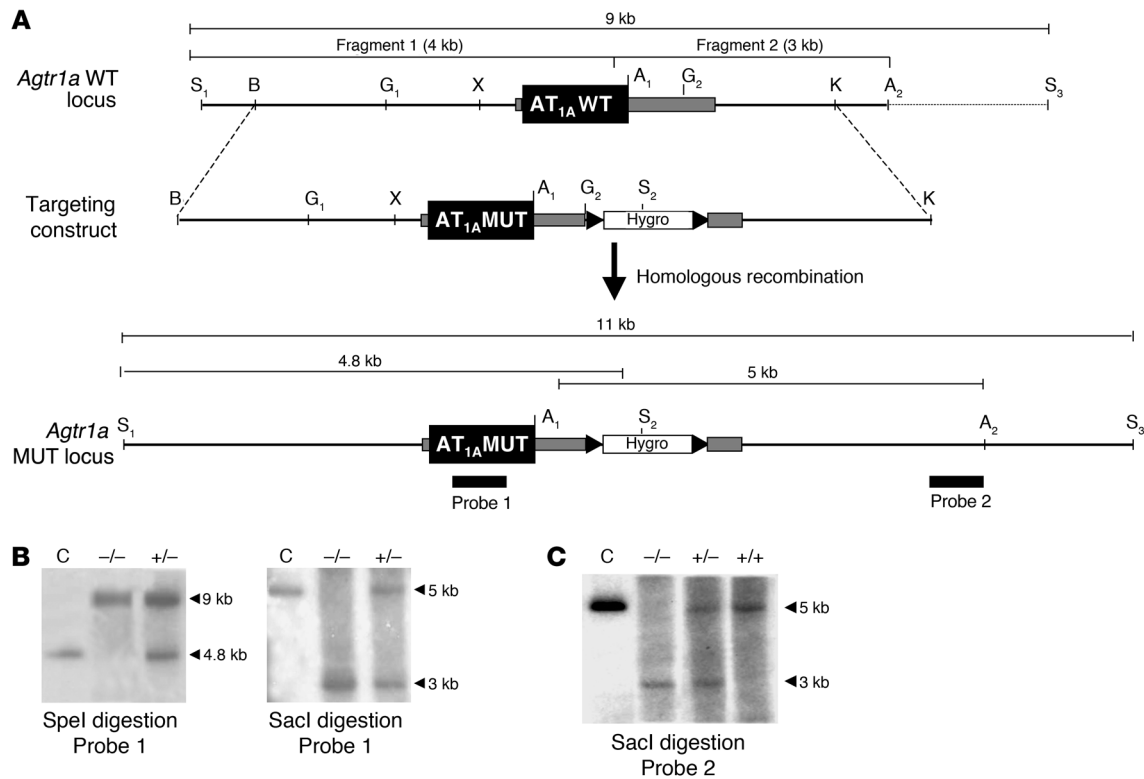 A
9 kb
Fragment 1 (4 kb) Fragment 2 (3 kb)
Agtr1a WT
locus
S1 B G1 X AT1A WT A1 G2 K A2 S3
Targeting
construct
B G1 X AT1A MUT A1 G2 S2 Hygro K
Homologous recombination
11 kb
4.8 kb
5 kb
Agtr1a
MUT locus
S1 AT1A MUT A1 S2 Hygro A2 S3
Probe 1 Probe 2
B
C –/– +/–
9 kb
4.8 kb
SpeI digestion
Probe 1
C –/– +/–
5 kb
3 kb
SacI digestion
Probe 1
C
C –/– +/– +/+
5 kb
3 kb
SacI digestion
Probe 2